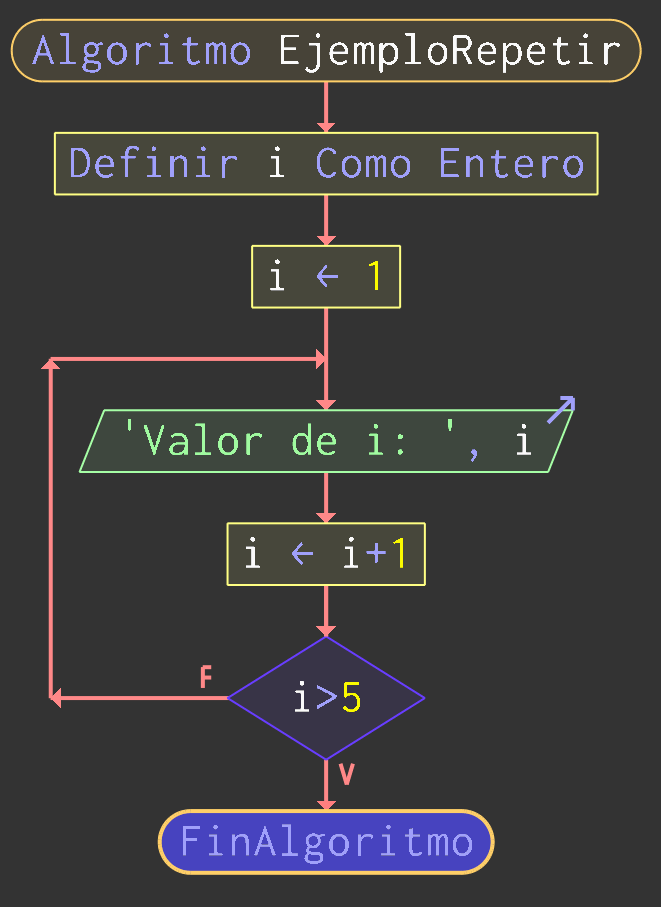 Algoritmo EjemploRepetir
Definir i Como Entero
i ← 1
'Valor de i: ', i
i ← i+1
F
i>5
V
FinAlgoritmo